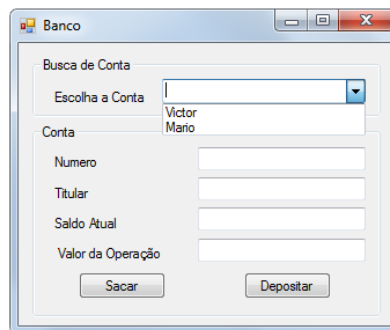 Banco
Busca de Conta
Escolha a Conta
Victor
Mario
Conta
Numero
Titular
Saldo Atual
Valor da Operação
Sacar Depositar